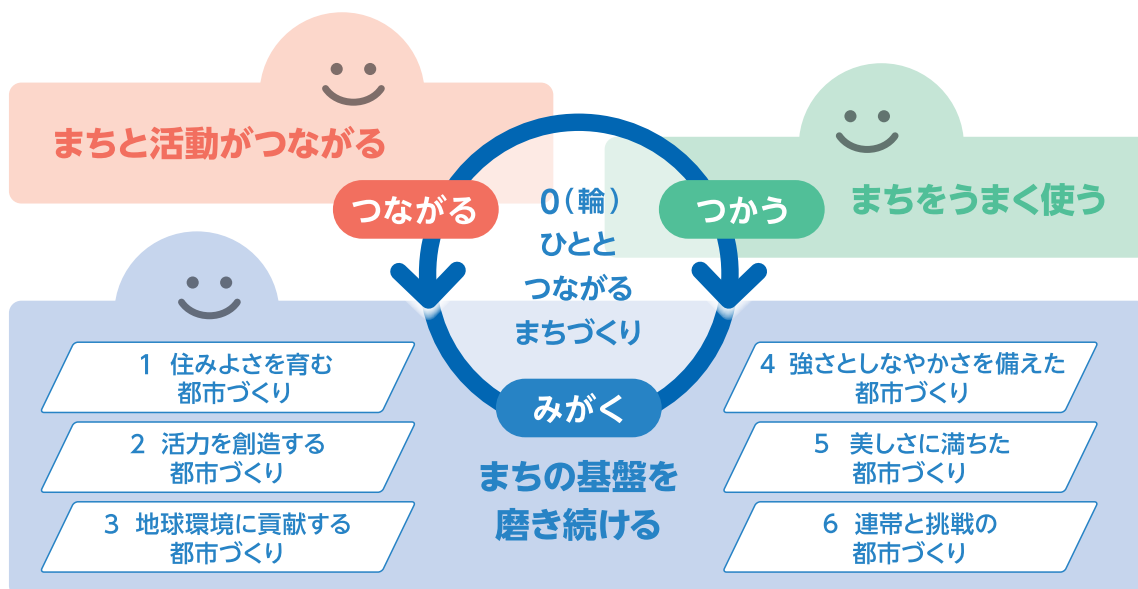 まちと活動がつながる
つながる
まちをうまく使う
つかう
0（輪）
ひとと
つながる
まちづくり
みがく
まちの基盤を
磨き続ける
1 住みよさを育む
都市づくり
2 活力を創造する
都市づくり
3 地球環境に貢献する
都市づくり
4 強さとしなやかさを備えた
都市づくり
5 美しさに満ちた
都市づくり
6 連帯と挑戦の
都市づくり